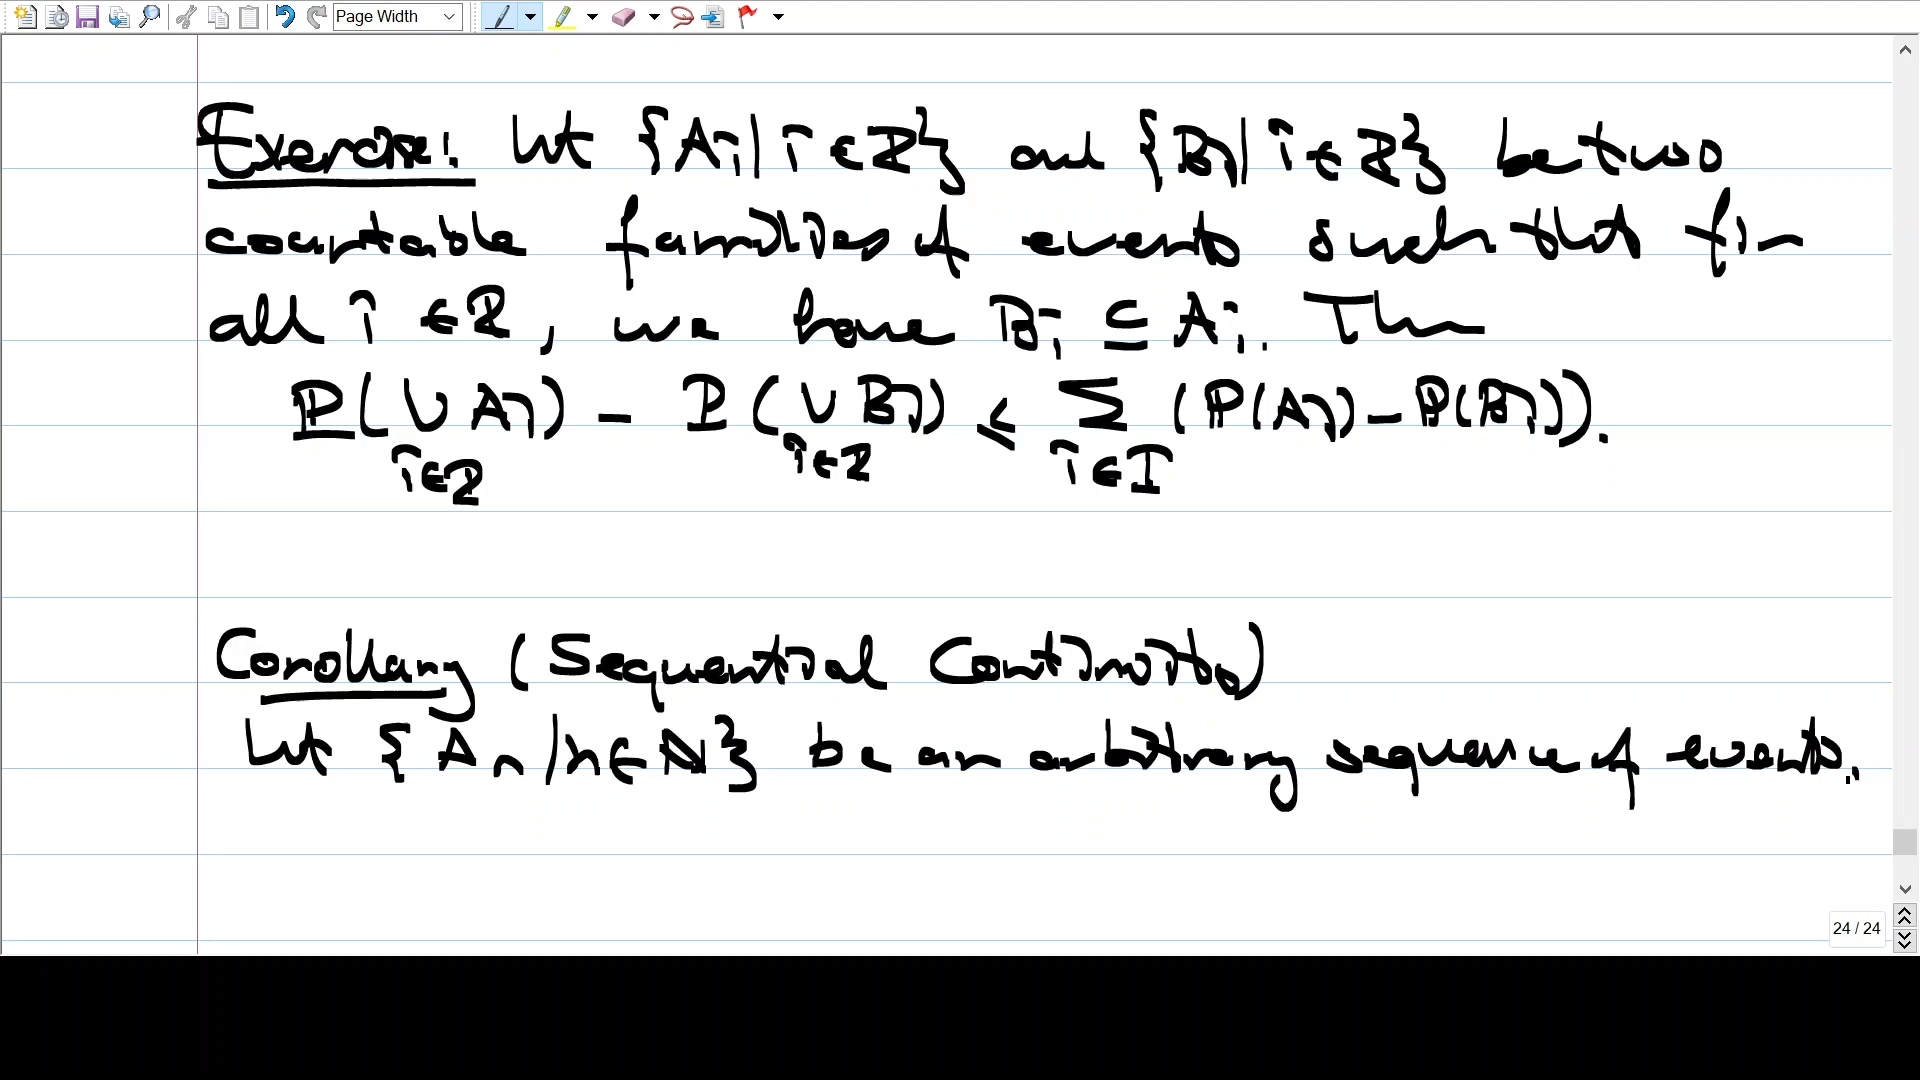 Page Width
Exercise: Let {Ai | i ∈ Z} and {Bi | i ∈ Z} be two
countable families of events such that for
all i ∈ Z, we have Bi ⊆ Ai. Then
P(∪ Ai) - P(∪ Bi) ≤ Σ (P(Ai) - P(Bi)).
i∈Z i∈Z i∈I
Corollary (Sequential Continuity)
Let {An | n ∈ N} be an arbitrary sequence of events.
24 / 24